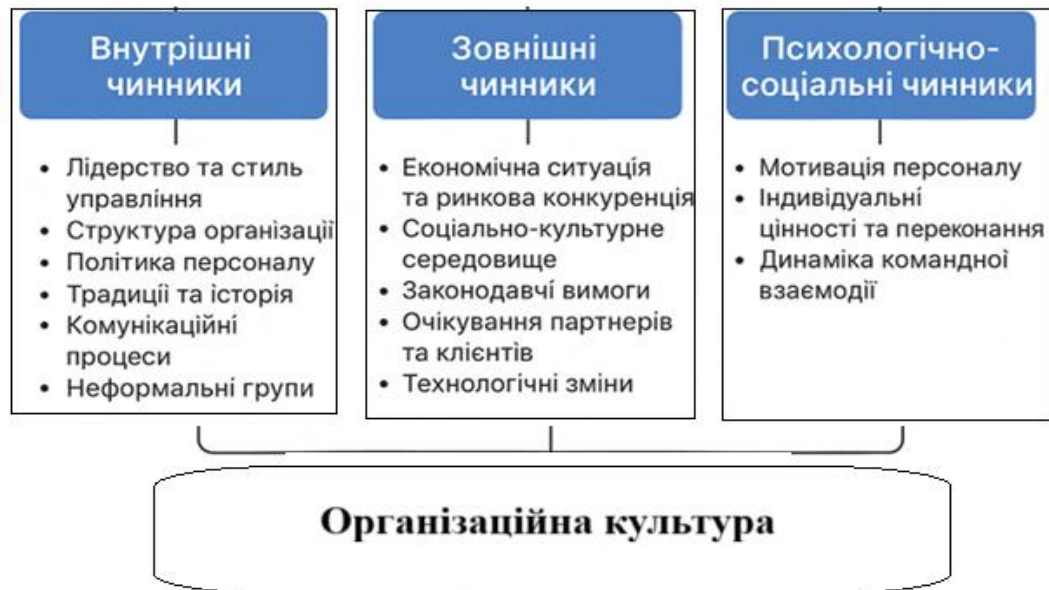 Внутрішні
чинники
• Лідерство та стиль
управління
• Структура організації
• Політика персоналу
• Традиції та історія
• Комунікаційні
процеси
• Неформальні групи
Зовнішні
чинники
• Економічна ситуація
та ринкова конкуренція
• Соціально-культурне
середовище
• Законодавчі вимоги
• Очікування партнерів
та клієнтів
• Технологічні зміни
Психологічно-
соціальні чинники
• Мотивація персоналу
• Індивідуальні
цінності та переконання
• Динаміка командної
взаємодії
Організаційна культура